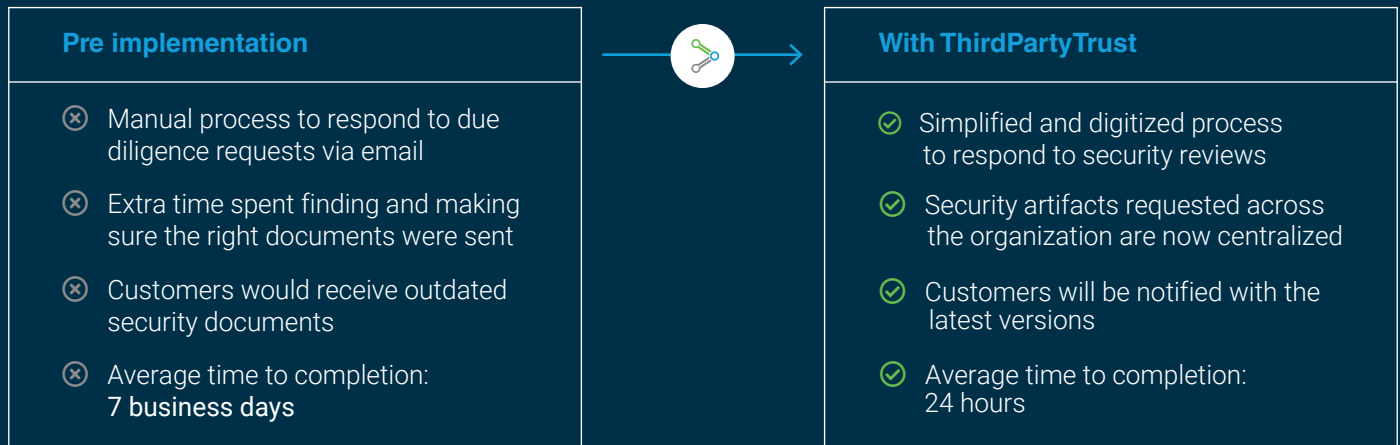 Pre implementation
Manual process to respond to due
diligence requests via email
Extra time spent finding and making
sure the right documents were sent
Customers would receive outdated
security documents
Average time to completion:
7 business days
With ThirdPartyTrust
Simplified and digitized process
to respond to security reviews
Security artifacts requested across
the organization are now centralized
Customers will be notified with the
latest versions
Average time to completion:
24 hours